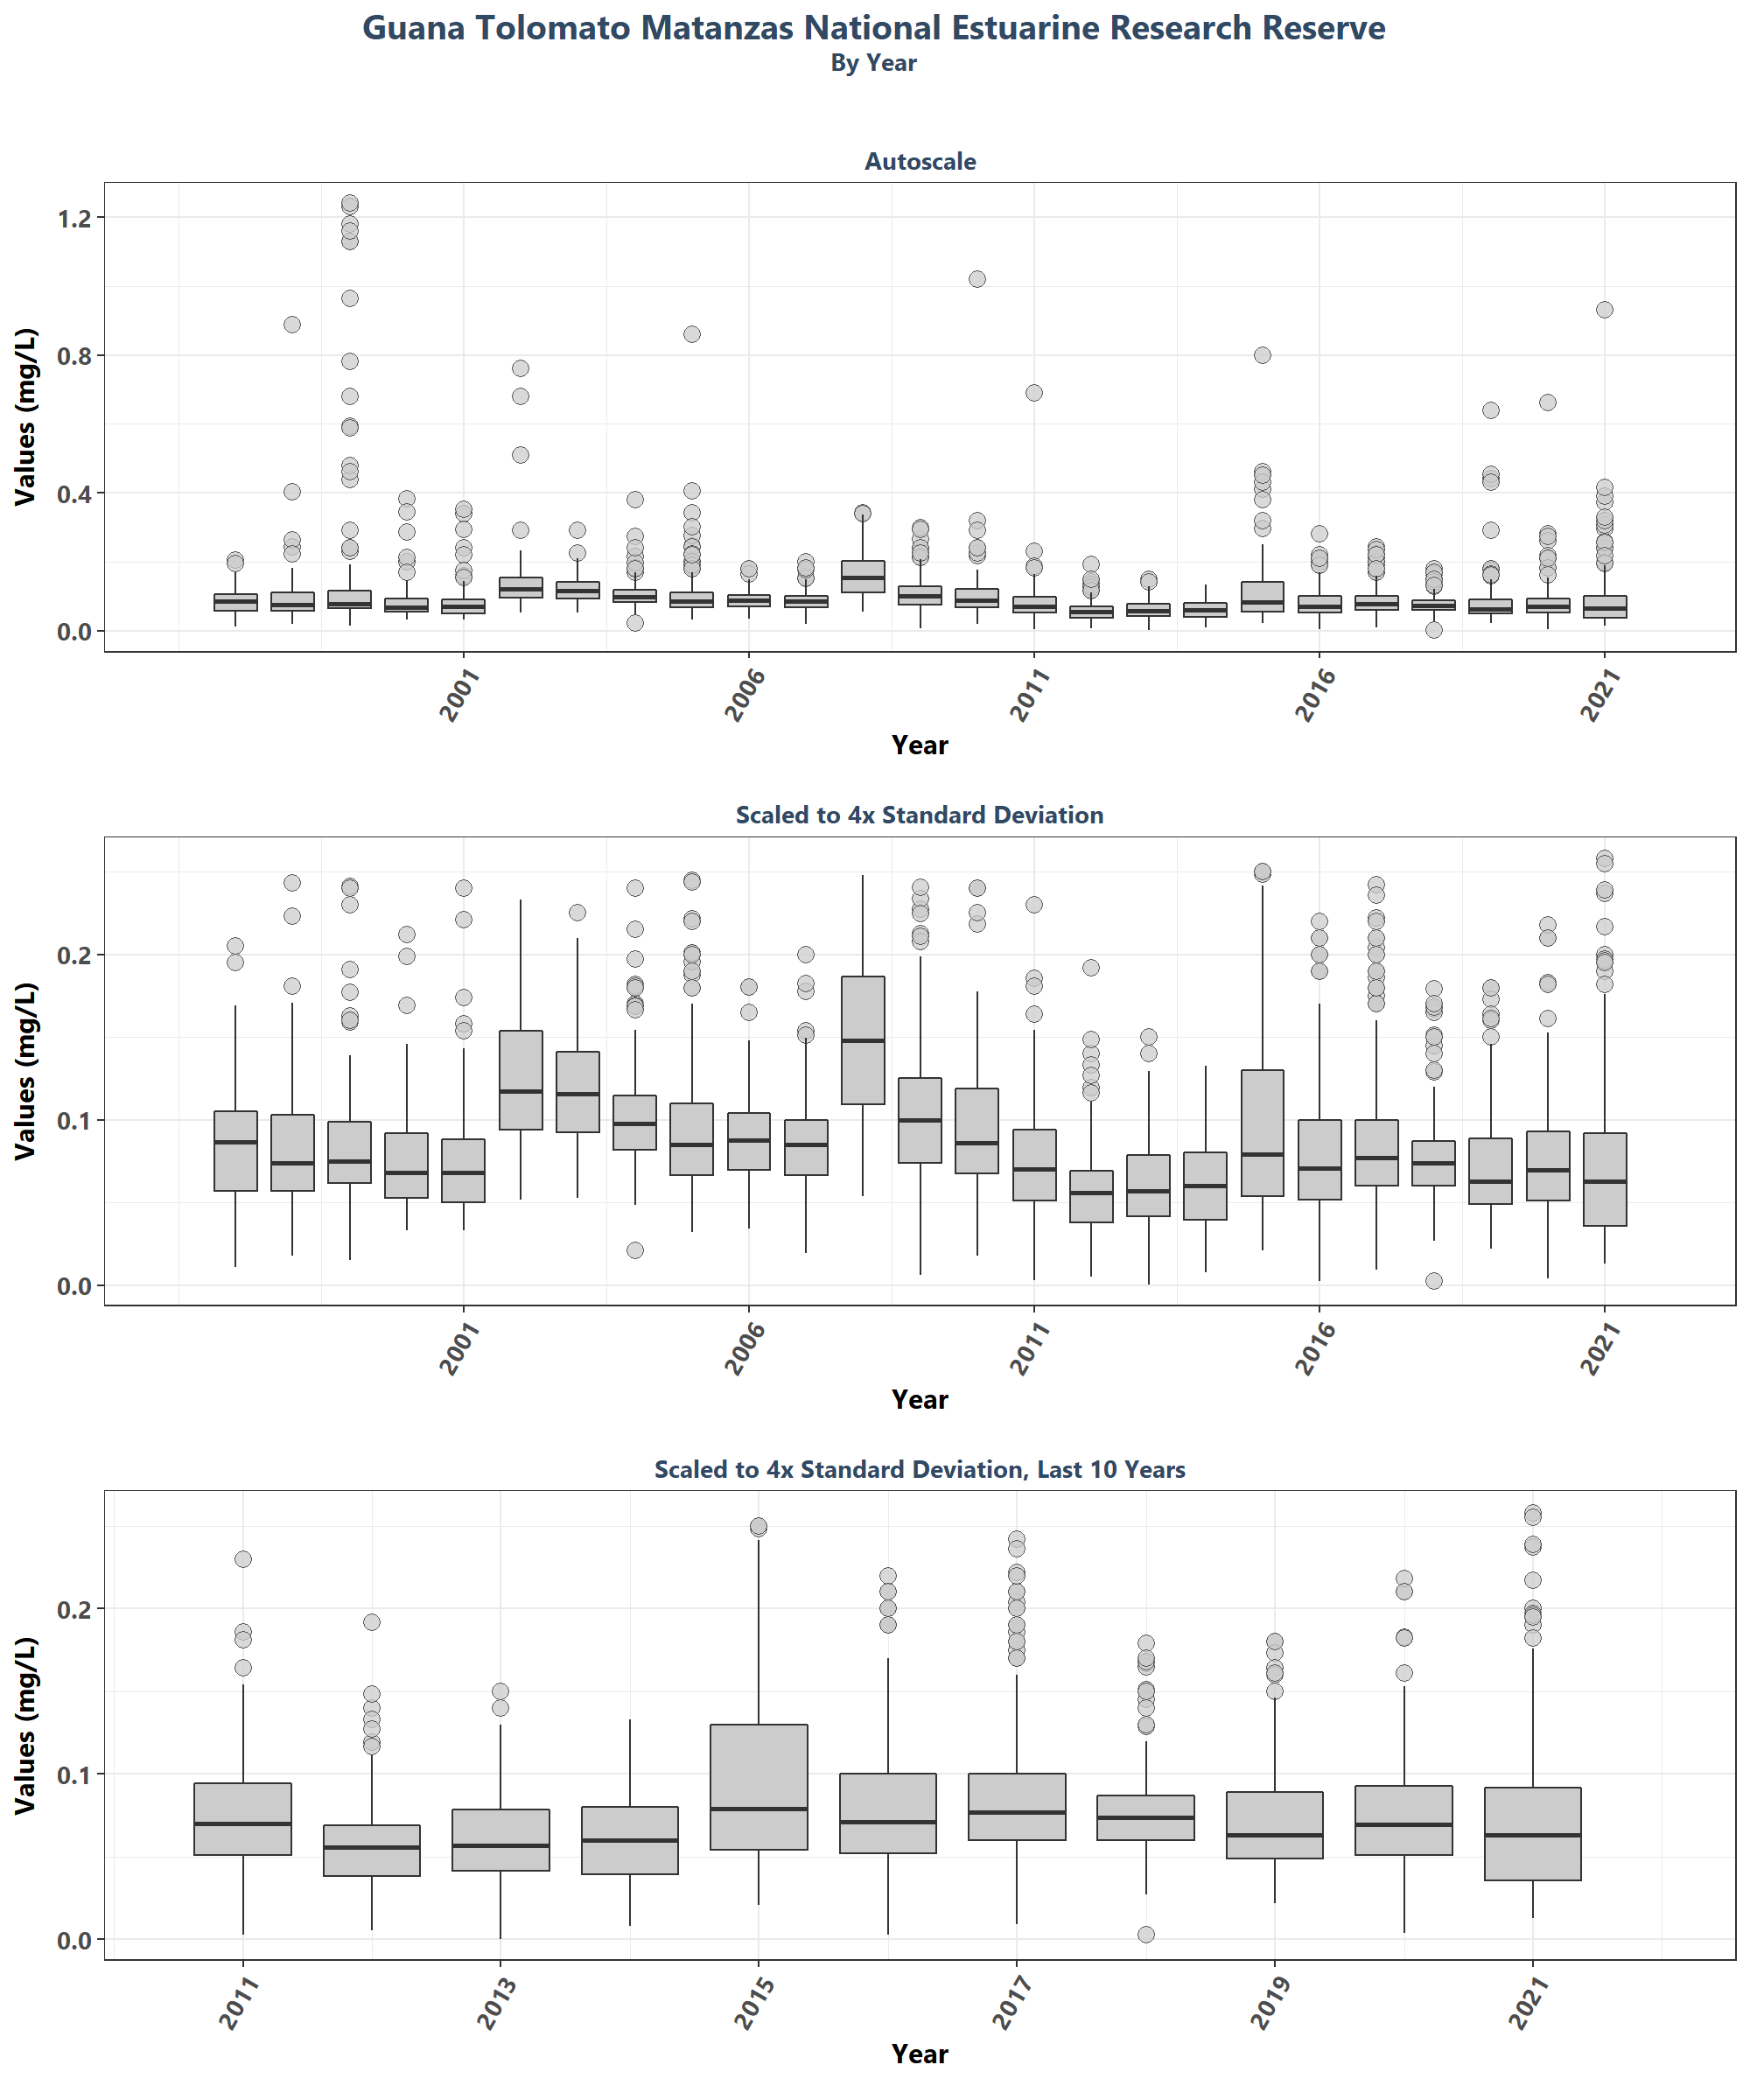 Guana Tolomato Matanzas National Estuarine Research Reserve
By Year
Autoscale
Values (mg/L)
1.2
0.8
0.4
0.0
2001 2006 2011 2016 2021
Year
Scaled to 4x Standard Deviation
Values (mg/L)
0.2
0.1
0.0
2001 2006 2011 2016 2021
Year
Scaled to 4x Standard Deviation, Last 10 Years
Values (mg/L)
0.2
0.1
0.0
2011 2013 2015 2017 2019 2021
Year